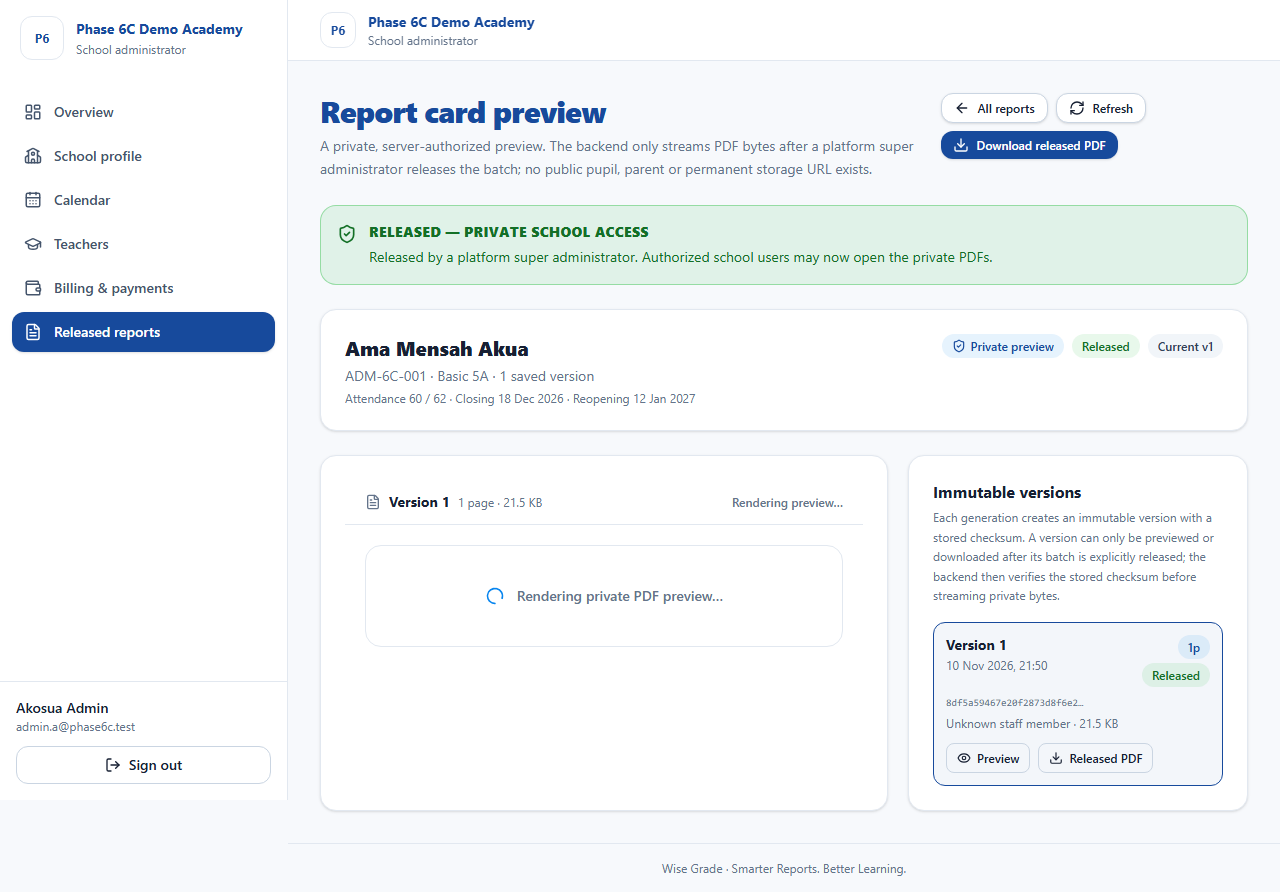 P6
Phase 6C Demo Academy
School administrator
Overview
School profile
Calendar
Teachers
Billing & payments
Released reports
Akosua Admin
admin.a@phase6c.test
Sign out
P6
Phase 6C Demo Academy
School administrator
Report card preview
A private, server-authorized preview. The backend only streams PDF bytes after a platform super
administrator releases the batch; no public pupil, parent or permanent storage URL exists.
All reports
Refresh
Download released PDF
RELEASED — PRIVATE SCHOOL ACCESS
Released by a platform super administrator. Authorized school users may now open the private PDFs.
Ama Mensah Akua
ADM-6C-001 · Basic 5A · 1 saved version
Attendance 60 / 62 · Closing 18 Dec 2026 · Reopening 12 Jan 2027
Private preview
Released
Current v1
Version 1 1 page · 21.5 KB
Rendering preview...
Rendering private PDF preview...
Immutable versions
Each generation creates an immutable version with a
stored checksum. A version can only be previewed or
downloaded after its batch is explicitly released; the
backend then verifies the stored checksum before
streaming private bytes.
Version 1
1p
10 Nov 2026, 21:50
Released
8df5a59467e20f2873d8f6e2…
Unknown staff member · 21.5 KB
Preview
Released PDF
Wise Grade · Smarter Reports. Better Learning.